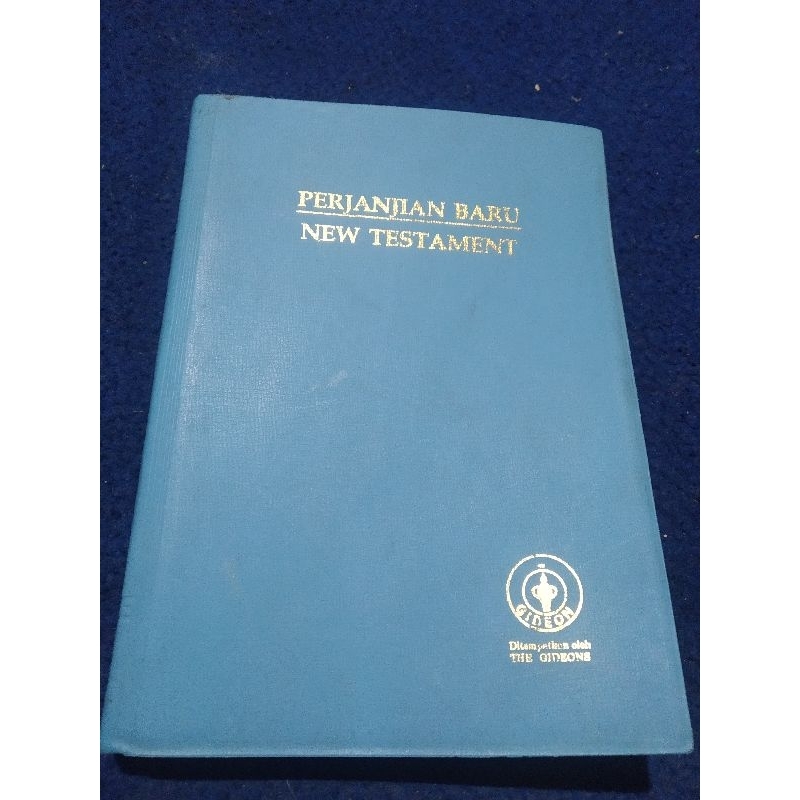 PERJANJIAN BARU
NEW TESTAMENT
GIDEON
Ditempatkan oleh
THE GIDEONS